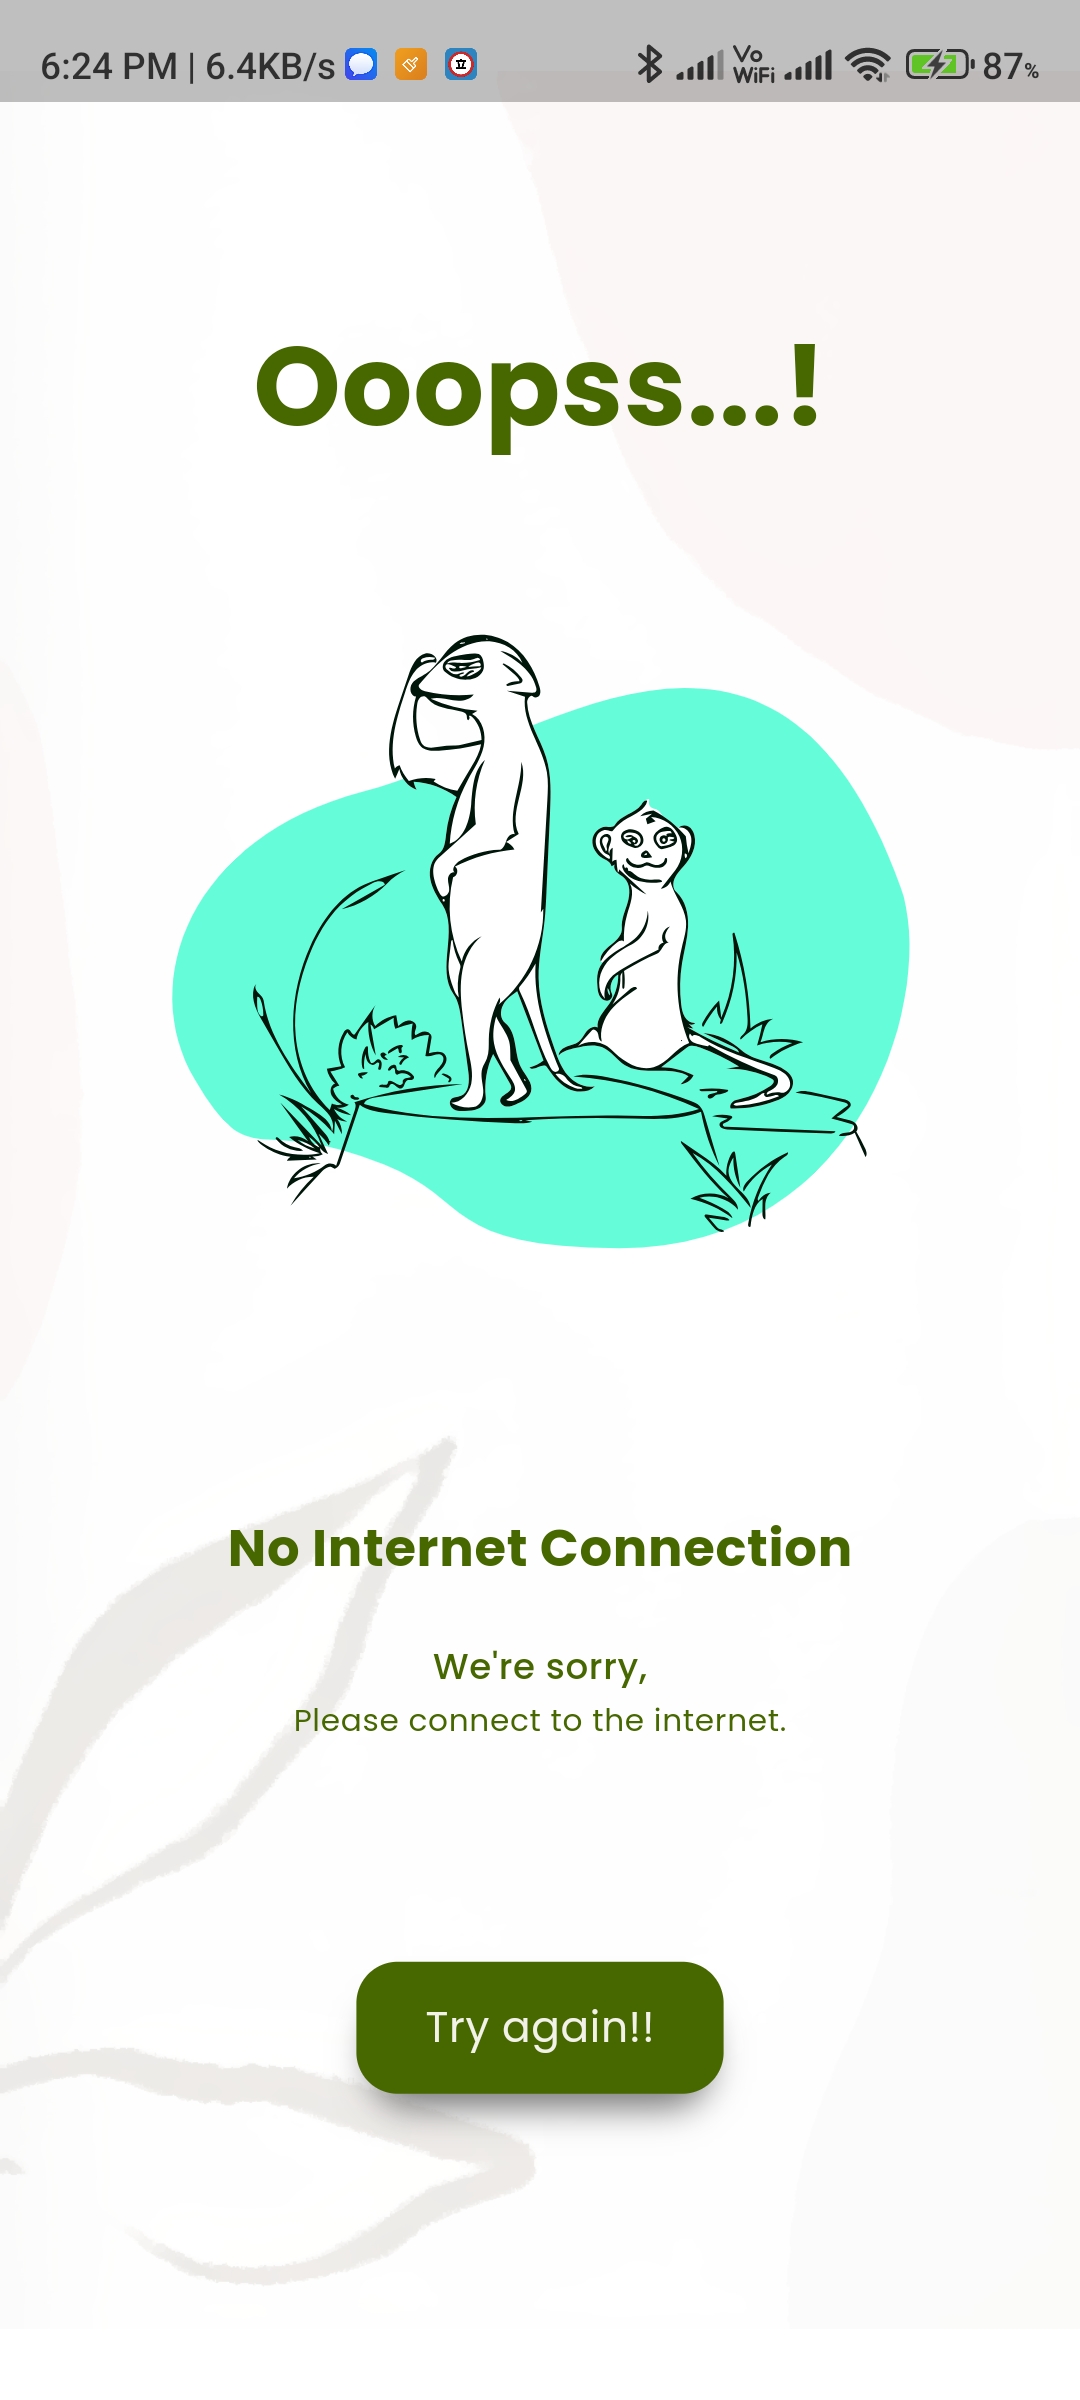 6:24 PM | 6.4KB/s Vo WiFi 87%
Ooopss...!
No Internet Connection
We're sorry,
Please connect to the internet.
Try again!!